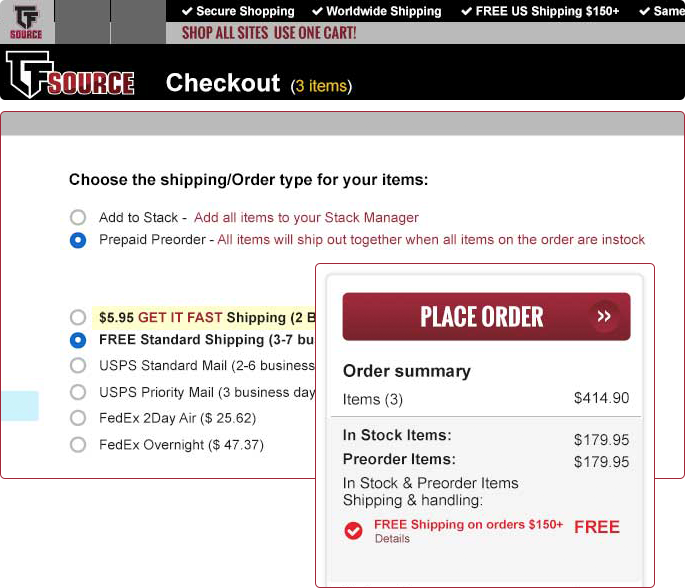 ✓ Secure Shopping ✓ Worldwide Shipping ✓ FREE US Shipping $150+ ✓ Same
TF
SOURCE
SHOP ALL SITES USE ONE CART!
TFSOURCE
Checkout (3 items)
Choose the shipping/Order type for your items:
Add to Stack - Add all items to your Stack Manager
Prepaid Preorder - All items will ship out together when all items on the order are instock
$5.95 GET IT FAST Shipping (2 B
FREE Standard Shipping (3-7 bu
USPS Standard Mail (2-6 business
USPS Priority Mail (3 business day
FedEx 2Day Air ($ 25.62)
FedEx Overnight ($ 47.37)
PLACE ORDER »
Order summary
Items (3) $414.90
In Stock Items: $179.95
Preorder Items: $179.95
In Stock & Preorder Items
Shipping & handling:
FREE Shipping on orders $150+ FREE
Details